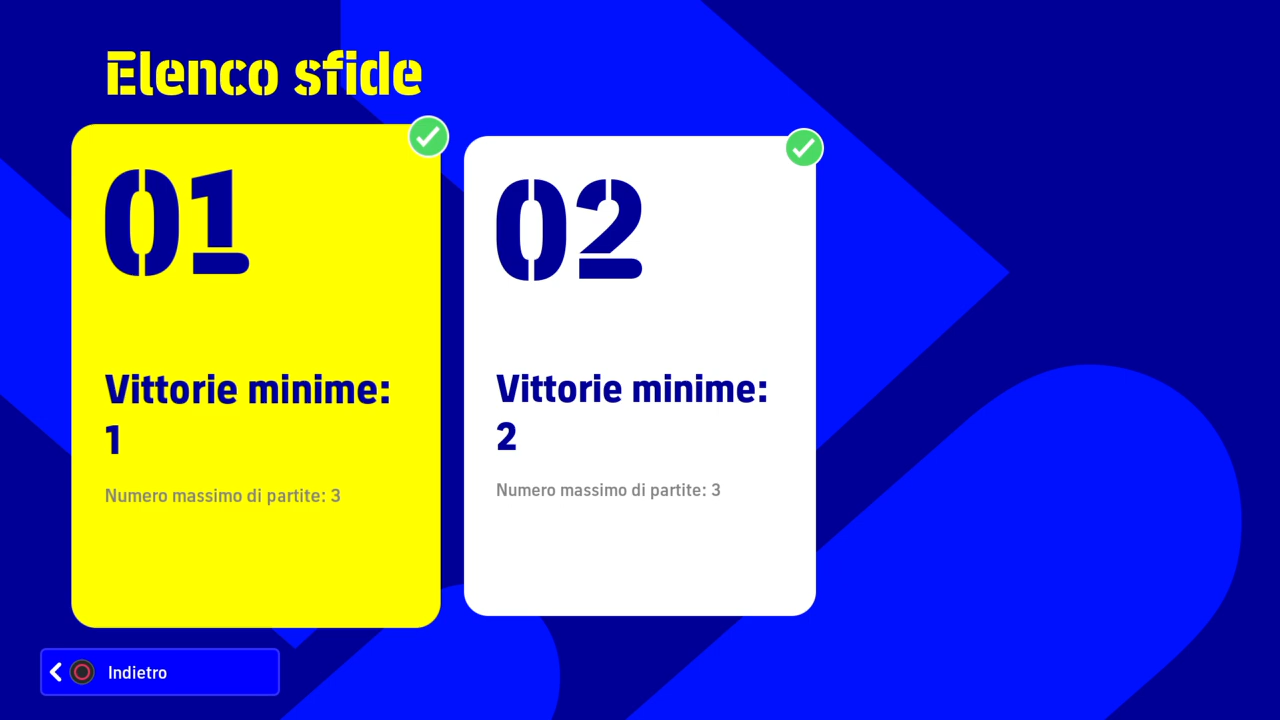 Elenco sfide
01
Vittorie minime:
1
Numero massimo di partite: 3
02
Vittorie minime:
2
Numero massimo di partite: 3
Indietro